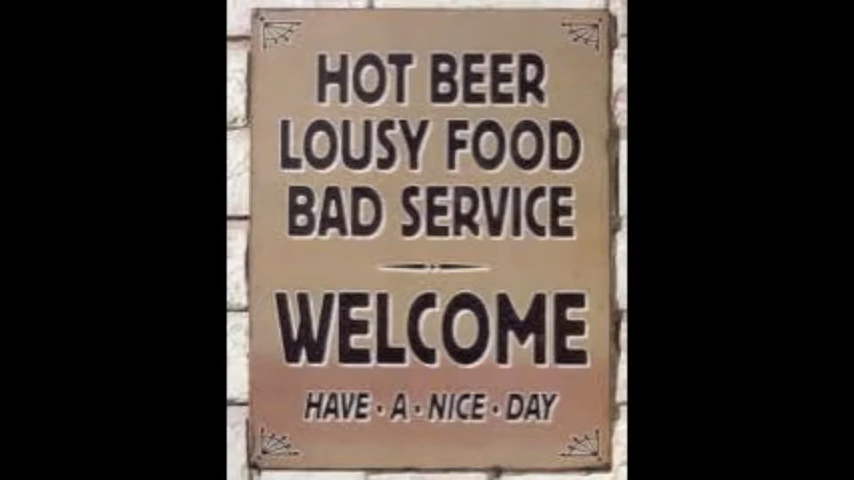 HOT BEER
LOUSY FOOD
BAD SERVICE
WELCOME
HAVE • A • NICE • DAY